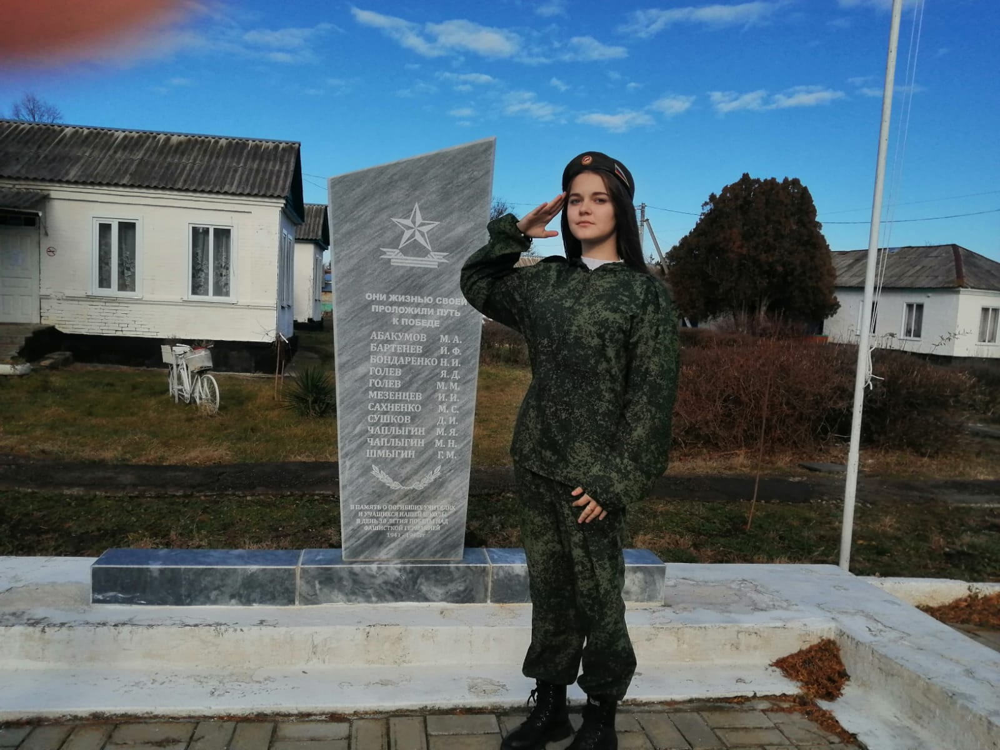 ОНИ ЖИЗНЬЮ СВОЕЙ
ПРОЛОЖИЛИ ПУТЬ
К ПОБЕДЕ
АБАКУМОВ М. А.
БАРТЕНЕВ И. Ф.
БОНДАРЕНКО Н. И.
ГОЛЕВ Я. Д.
ГОЛЕВ М. М.
МЕЗЕНЦЕВ И. И.
САХНЕНКО М. С.
СУШКОВ Д. И.
ЧАПЛЫГИН М. Я.
ЧАПЛЫГИН М. Н.
ШМЫГИН Г. М.
В ПАМЯТЬ О ПОГИБШИХ УЧИТЕЛЯХ
И УЧАЩИХСЯ НАШЕЙ ШКОЛЫ
В ДЕНЬ 30 ЛЕТИЯ ПОБЕДЫ НАД
ФАШИСТКОЙ ГЕРМАНИЕЙ
1941 - 1945гг